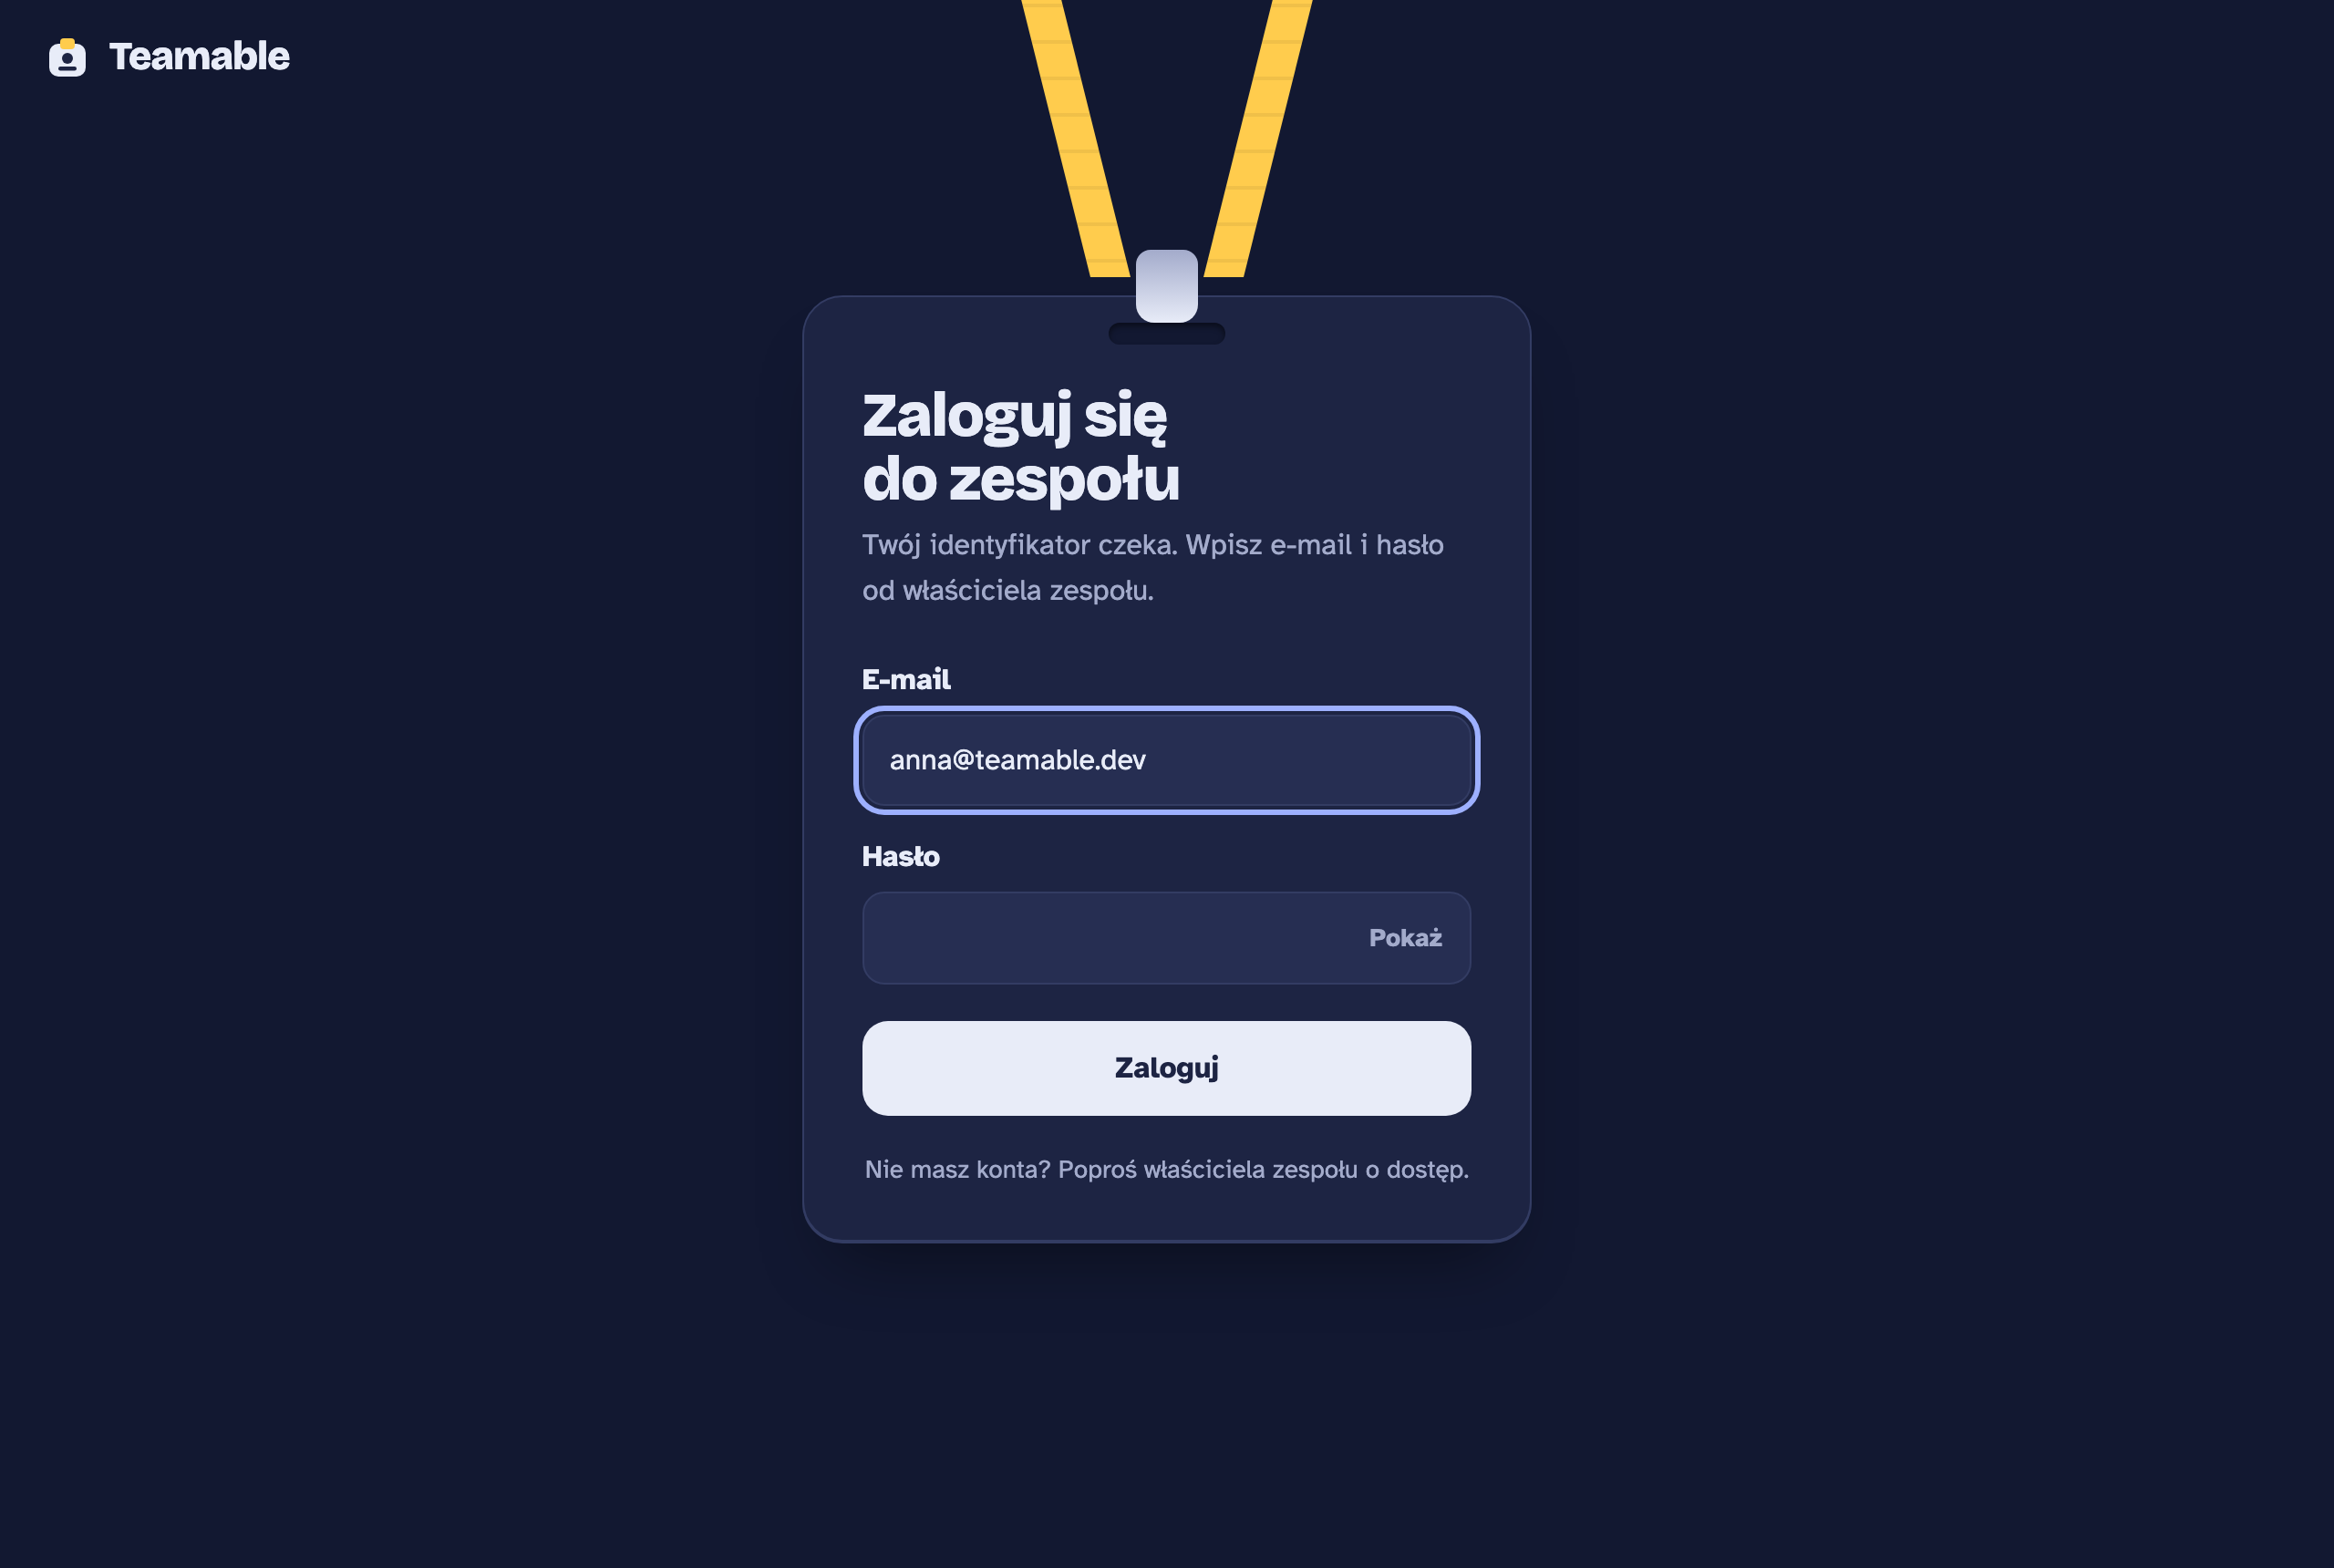 Teamable
Zaloguj się
do zespołu
Twój identyfikator czeka. Wpisz e-mail i hasło
od właściciela zespołu.
E-mail
anna@teamable.dev
Hasło
Pokaż
Zaloguj
Nie masz konta? Poproś właściciela zespołu o dostęp.